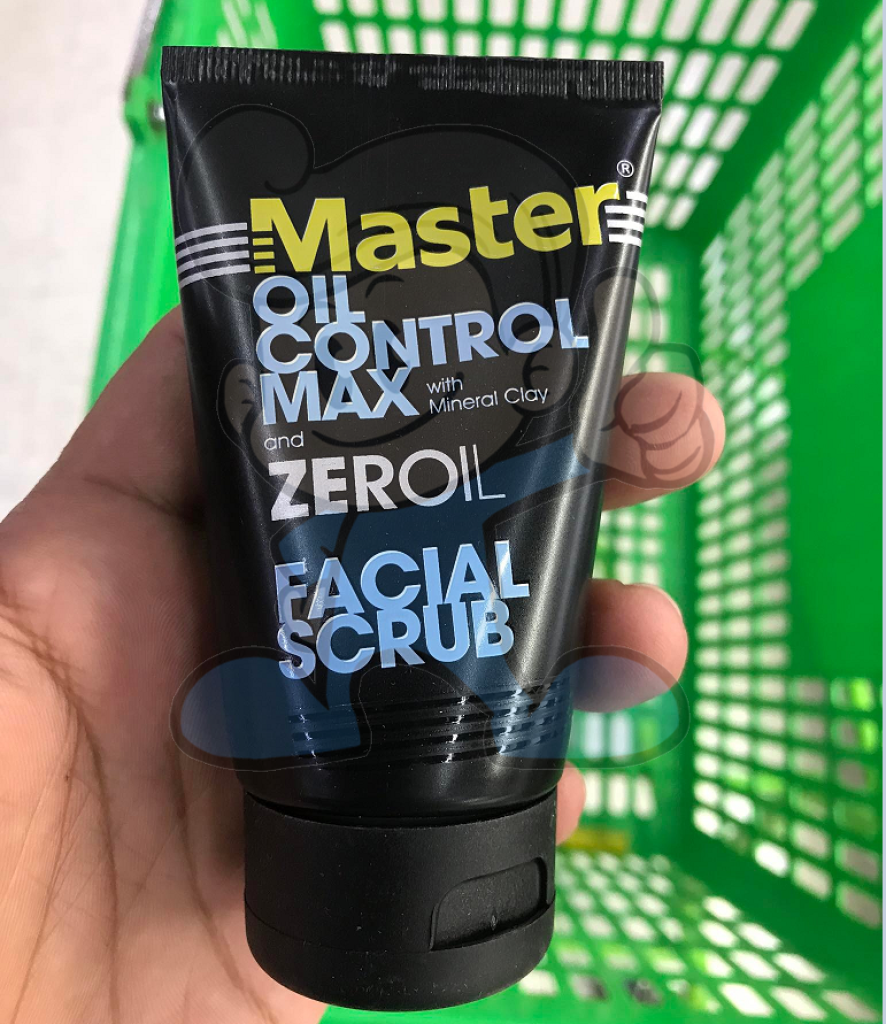 Master®
OIL
CONTROL
MAX with
Mineral Clay
and
ZEROIL
FACIAL
SCRUB